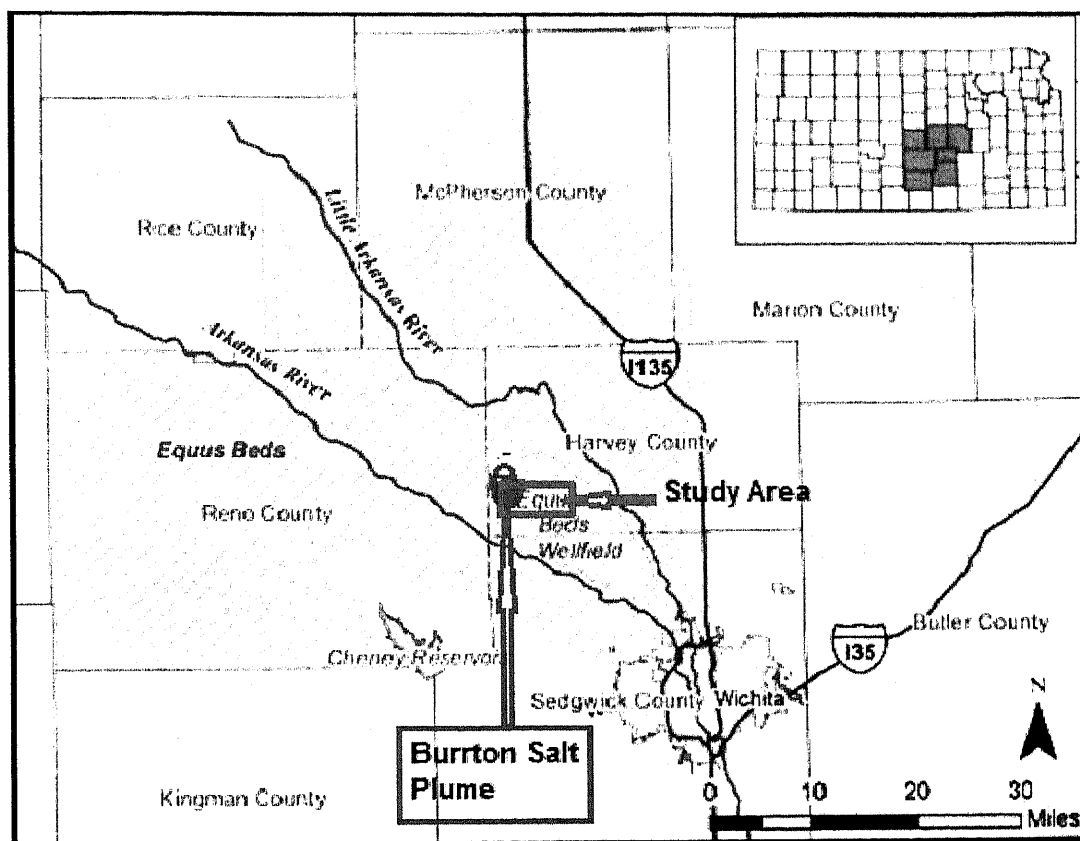 McPherson County
Rice County
Little Arkansas River
Marion County
Arkansas River
I135
Harvey County
Equus Beds
Study Area
Reno County
Equus
Beds
Wellfield
Butler County
I35
Cheney Reservoir
Sedgwick County
Wichita
N
Burrton Salt
Plume
Kingman County
0 10 20 30
Miles